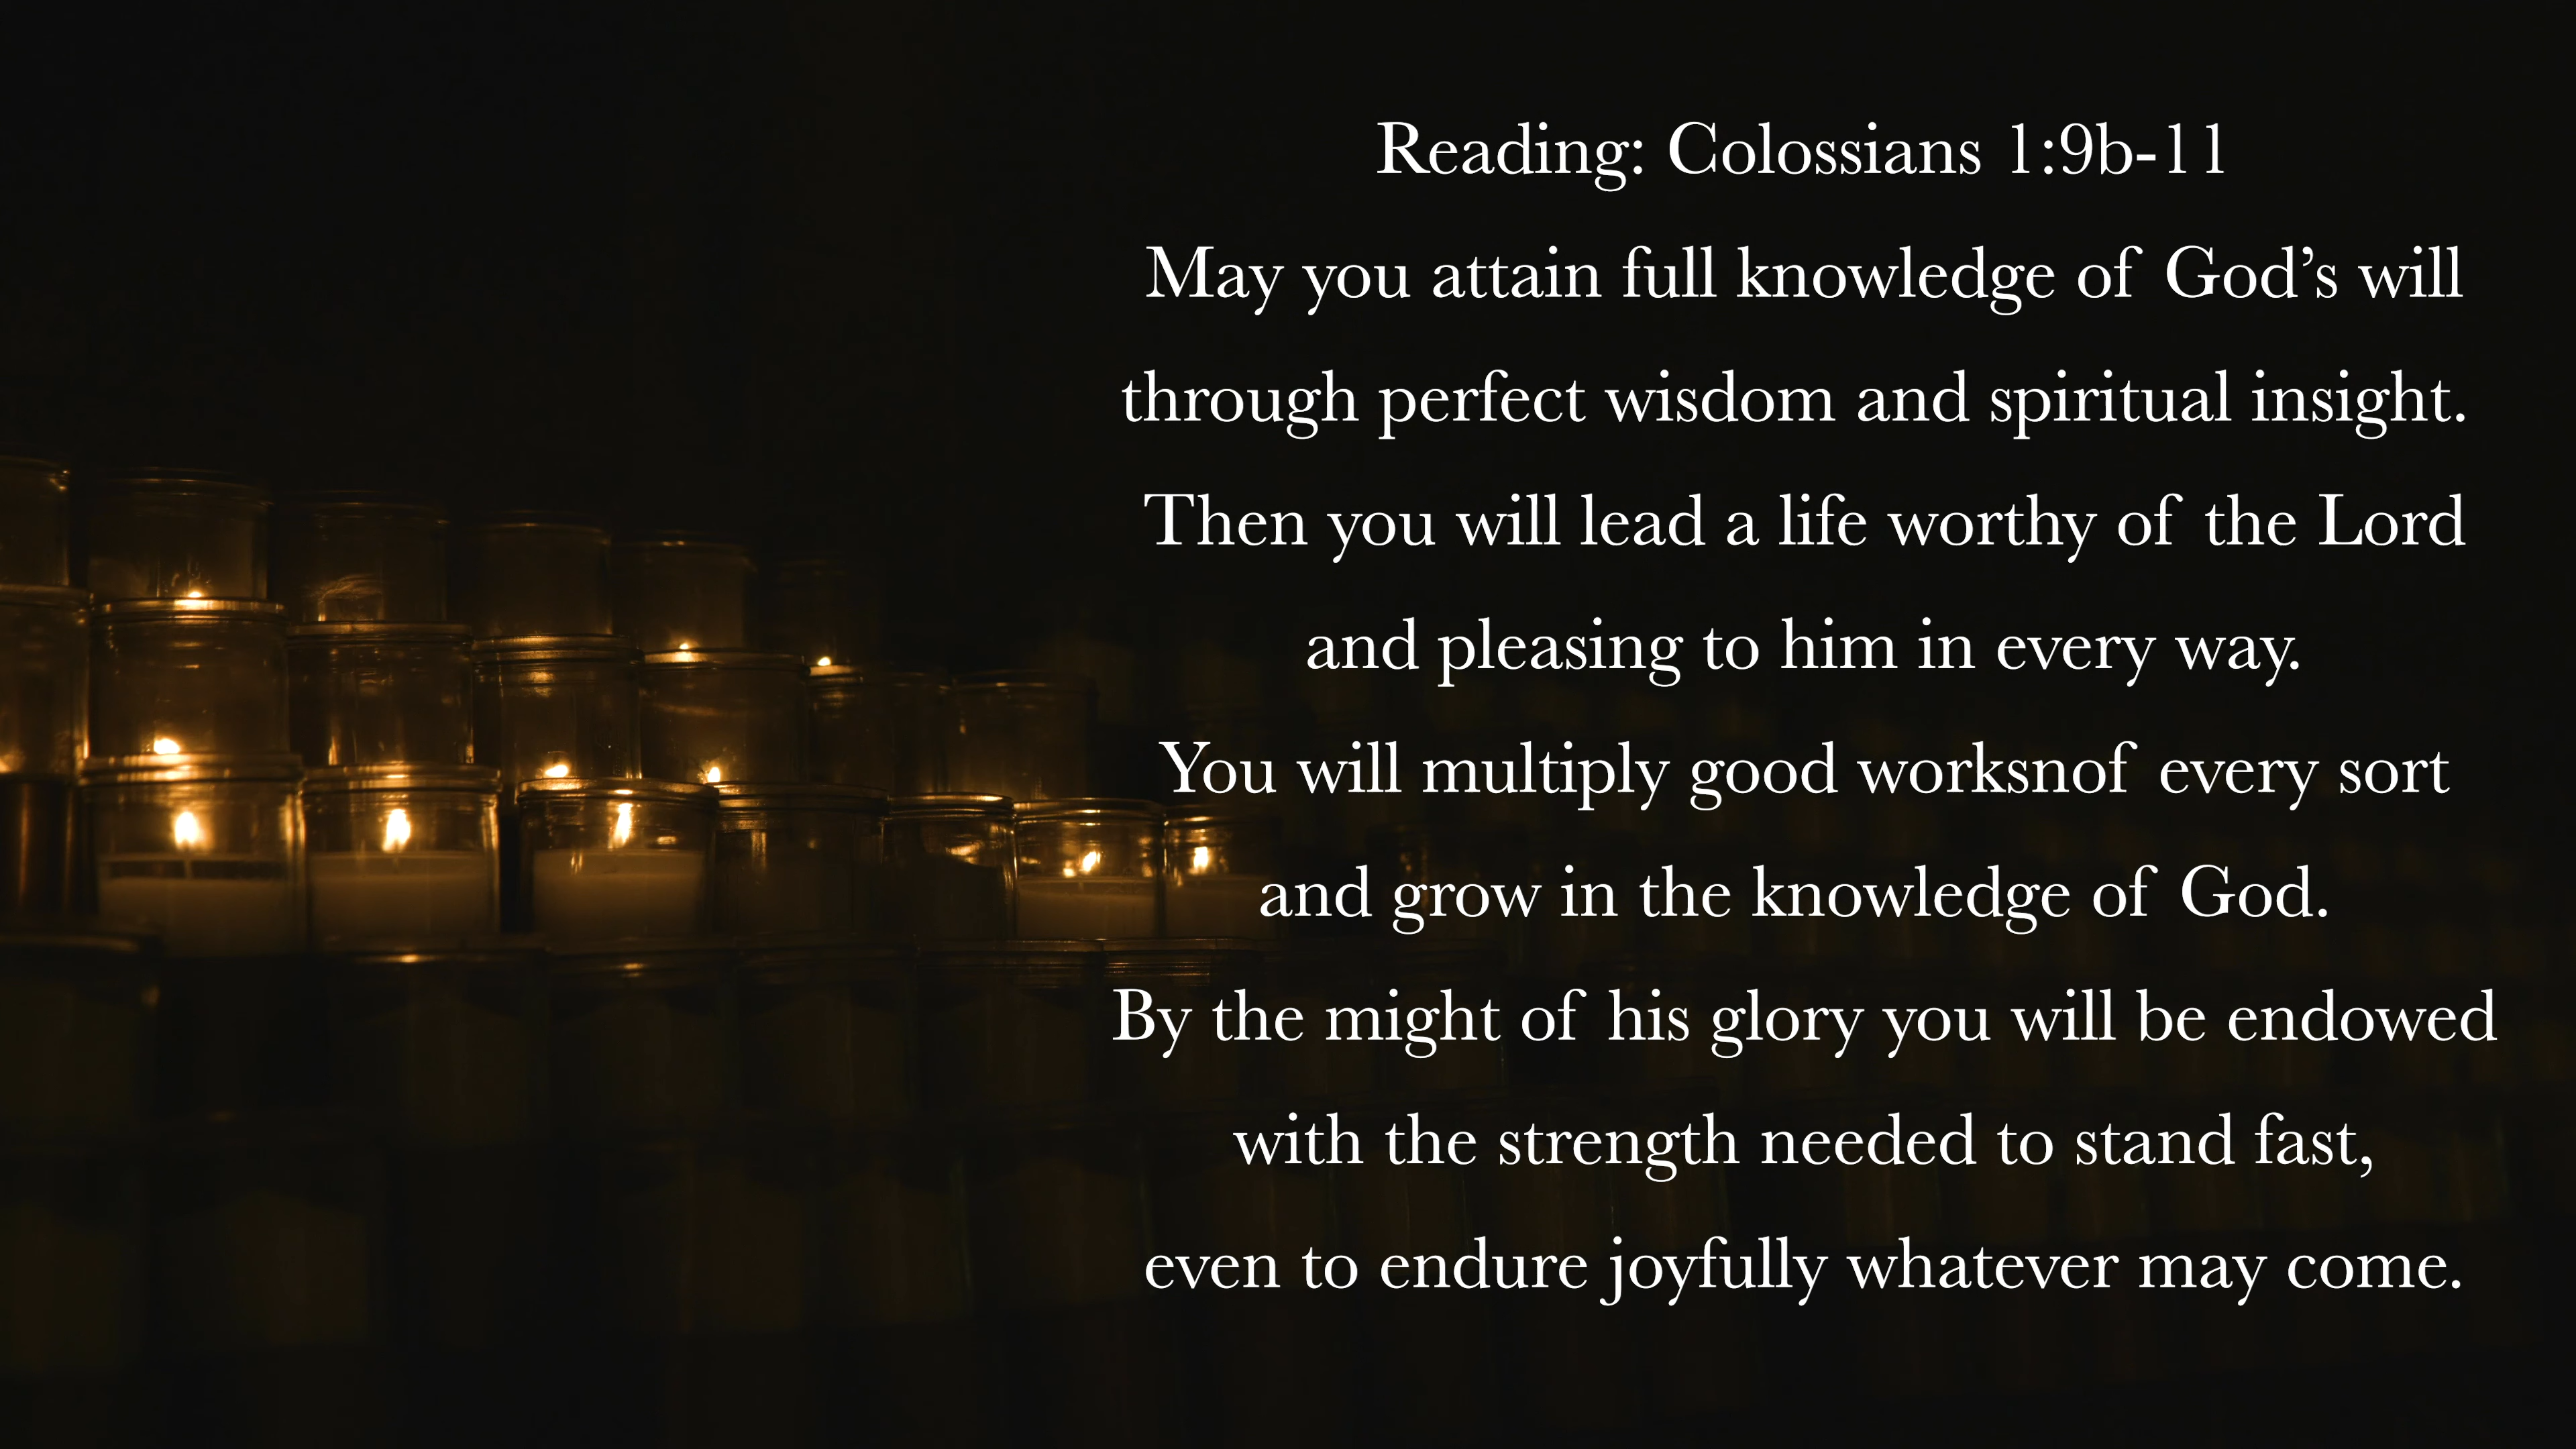 Reading: Colossians 1:9b-11
May you attain full knowledge of God’s will
through perfect wisdom and spiritual insight.
Then you will lead a life worthy of the Lord
and pleasing to him in every way.
You will multiply good worksnof every sort
and grow in the knowledge of God.
By the might of his glory you will be endowed
with the strength needed to stand fast,
even to endure joyfully whatever may come.